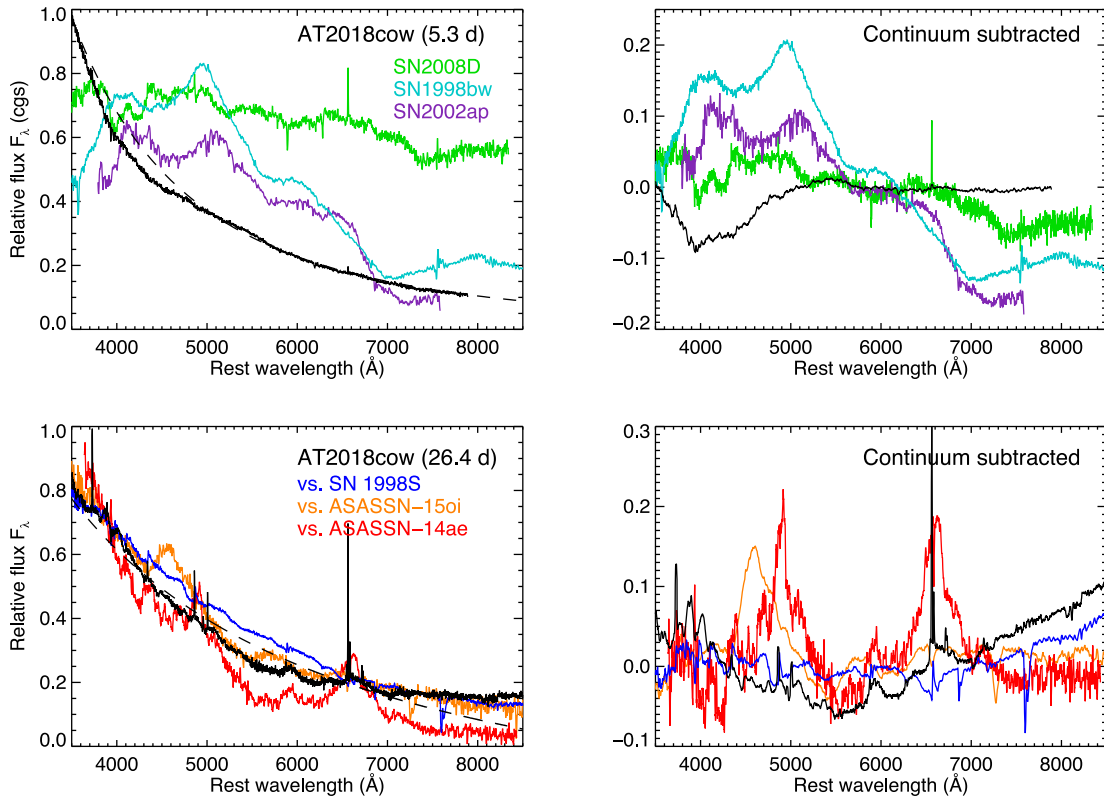 AT2018cow (5.3 d)
SN2008D
SN1998bw
SN2002ap
1.0
0.8
0.6
0.4
0.2
0.0
Relative flux Fλ (cgs)
4000 5000 6000 7000 8000
Rest wavelength (Å)
Continuum subtracted
0.2
0.1
0.0
−0.1
−0.2
4000 5000 6000 7000 8000
Rest wavelength (Å)
AT2018cow (26.4 d)
vs. SN 1998S
vs. ASASSN−15oi
vs. ASASSN−14ae
1.0
0.8
0.6
0.4
0.2
0.0
Relative flux Fλ
4000 5000 6000 7000 8000
Rest wavelength (Å)
Continuum subtracted
0.3
0.2
0.1
0.0
−0.1
4000 5000 6000 7000 8000
Rest wavelength (Å)